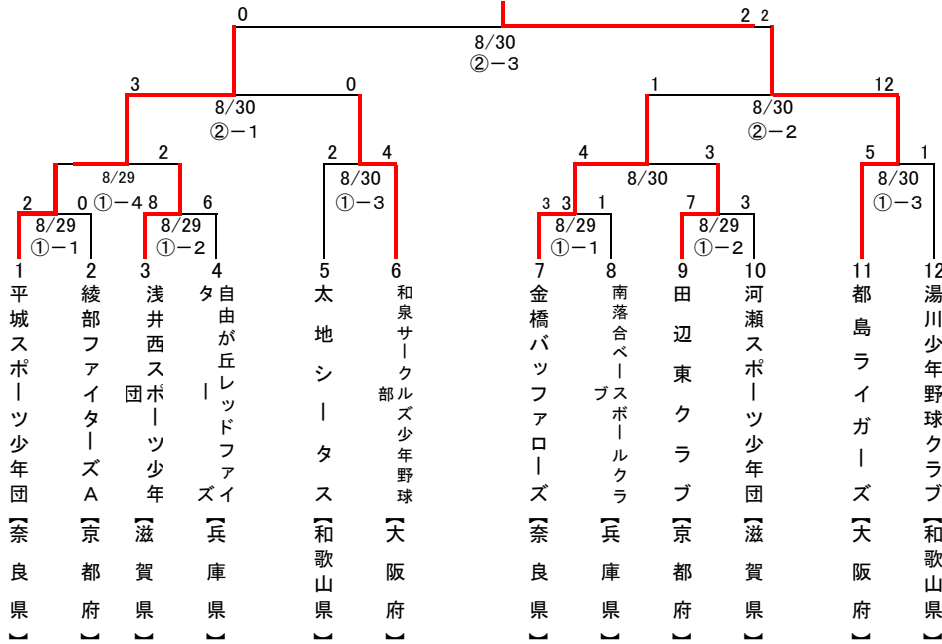 0
2 2
8/30
②－3
3
0
8/30
②－1
1
12
8/30
②－2
2
8/29
①－4
2 4
8/30
①－3
4
3
8/30
5 1
8/30
①－3
2 0
8/29
①－1
8 6
8/29
①－2
3 3 1
8/29
①－1
7 3
8/29
①－2
1
平城スポーツ少年団
【奈良県】
2
綾部ファイターズA
【京都府】
3
浅井西スポーツ少年
団
【滋賀県】
4
自由が丘レッドファイ
ターズ
【兵庫県】
5
太地シータス
【和歌山県】
6
和泉サークルズ少年野球
部
【大阪府】
7
金橋バッファローズ
【奈良県】
8
南落合ベースボールクラ
ブ
【兵庫県】
9
田辺東クラブ
【京都府】
10
河瀬スポーツ少年団
【滋賀県】
11
都島ライガーズ
【大阪府】
12
湯川少年野球クラブ
【和歌山県】